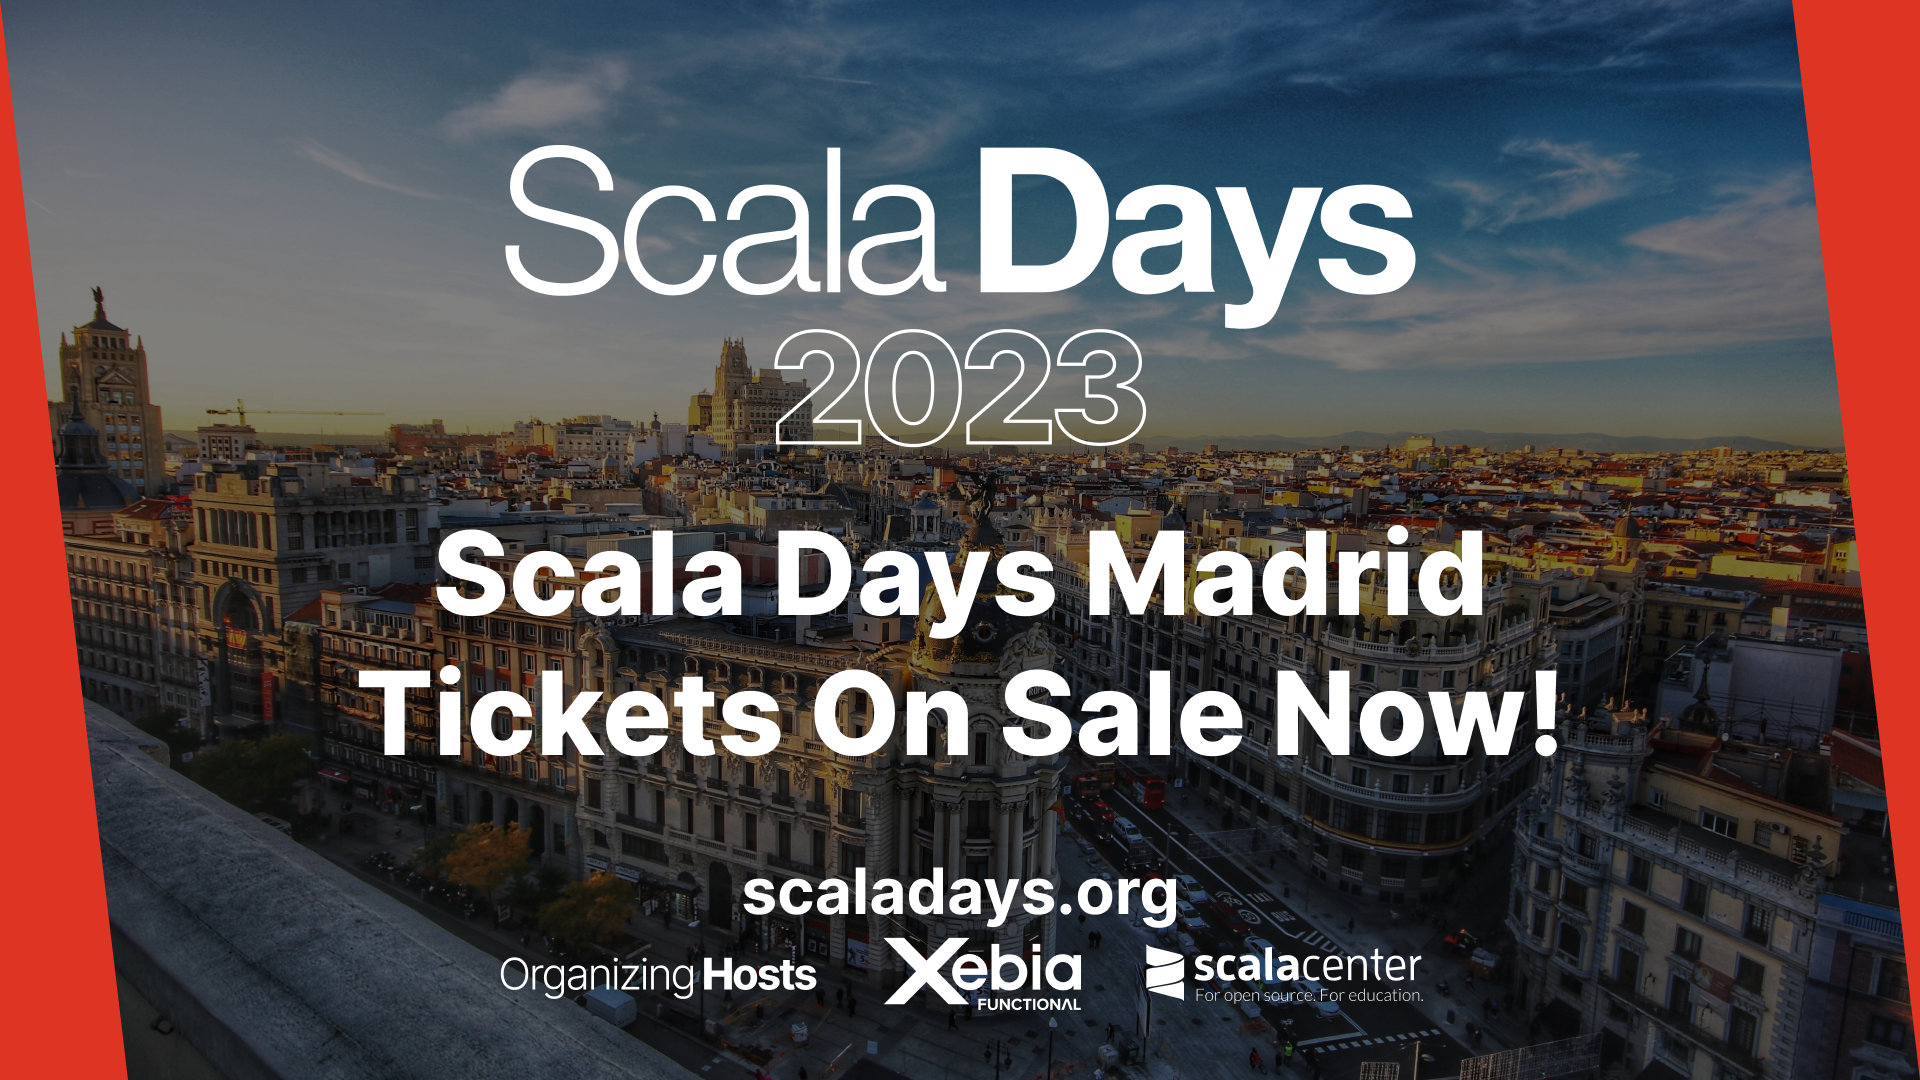 Scala Days
2023
Scala Days Madrid
Tickets On Sale Now!
scaladays.org
Organizing Hosts
Xebia
FUNCTIONAL
scalacenter
For open source. For education.